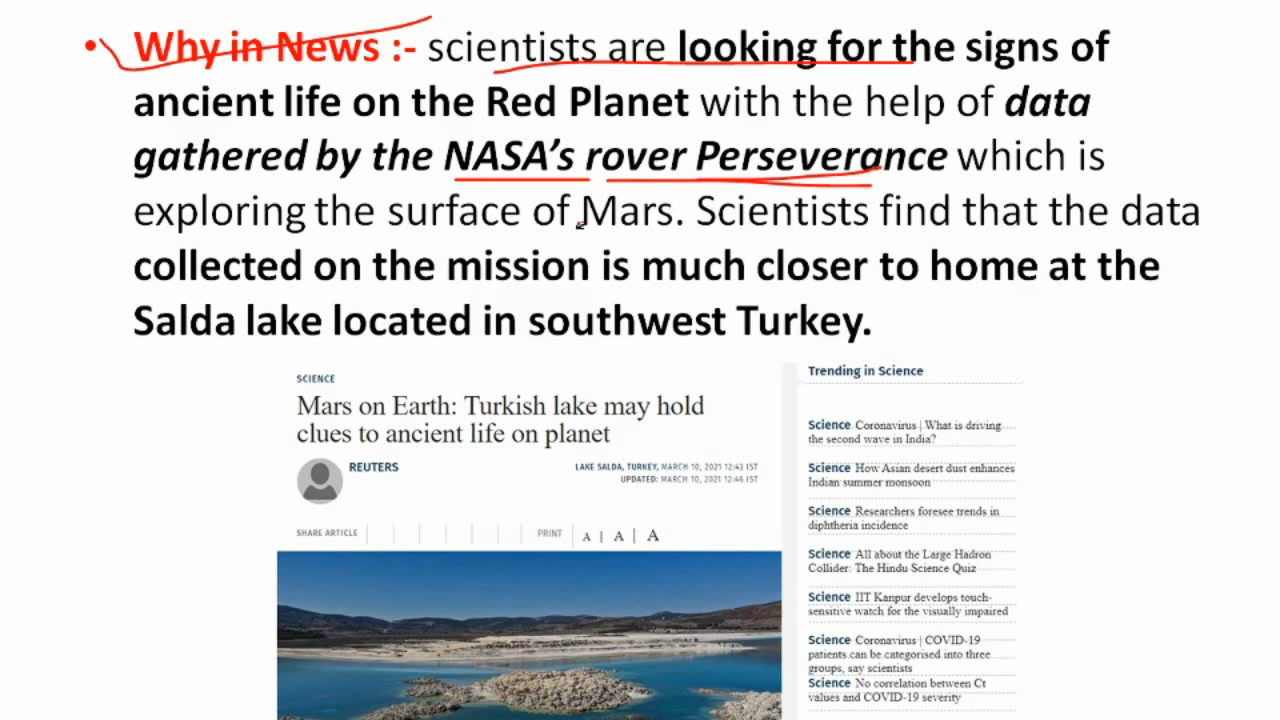 • Why in News :- scientists are looking for the signs of
ancient life on the Red Planet with the help of data
gathered by the NASA’s rover Perseverance which is
exploring the surface of Mars. Scientists find that the data
collected on the mission is much closer to home at the
Salda lake located in southwest Turkey.
SCIENCE
Mars on Earth: Turkish lake may hold
clues to ancient life on planet
REUTERS
LAKE SALDA, TURKEY, MARCH 10, 2021 12:43 IST
UPDATED: MARCH 10, 2021 12:46 IST
SHARE ARTICLE
PRINT A | A | A
Trending in Science
Science Coronavirus | What is driving
the second wave in India?
Science How Asian desert dust enhances
Indian summer monsoon
Science Researchers foresee trends in
diphtheria incidence
Science All about the Large Hadron
Collider: The Hindu Science Quiz
Science IIT Kanpur develops touch-
sensitive watch for the visually impaired
Science Coronavirus | COVID-19
patients can be categorised into three
groups, say scientists
Science No correlation between Ct
values and COVID-19 severity